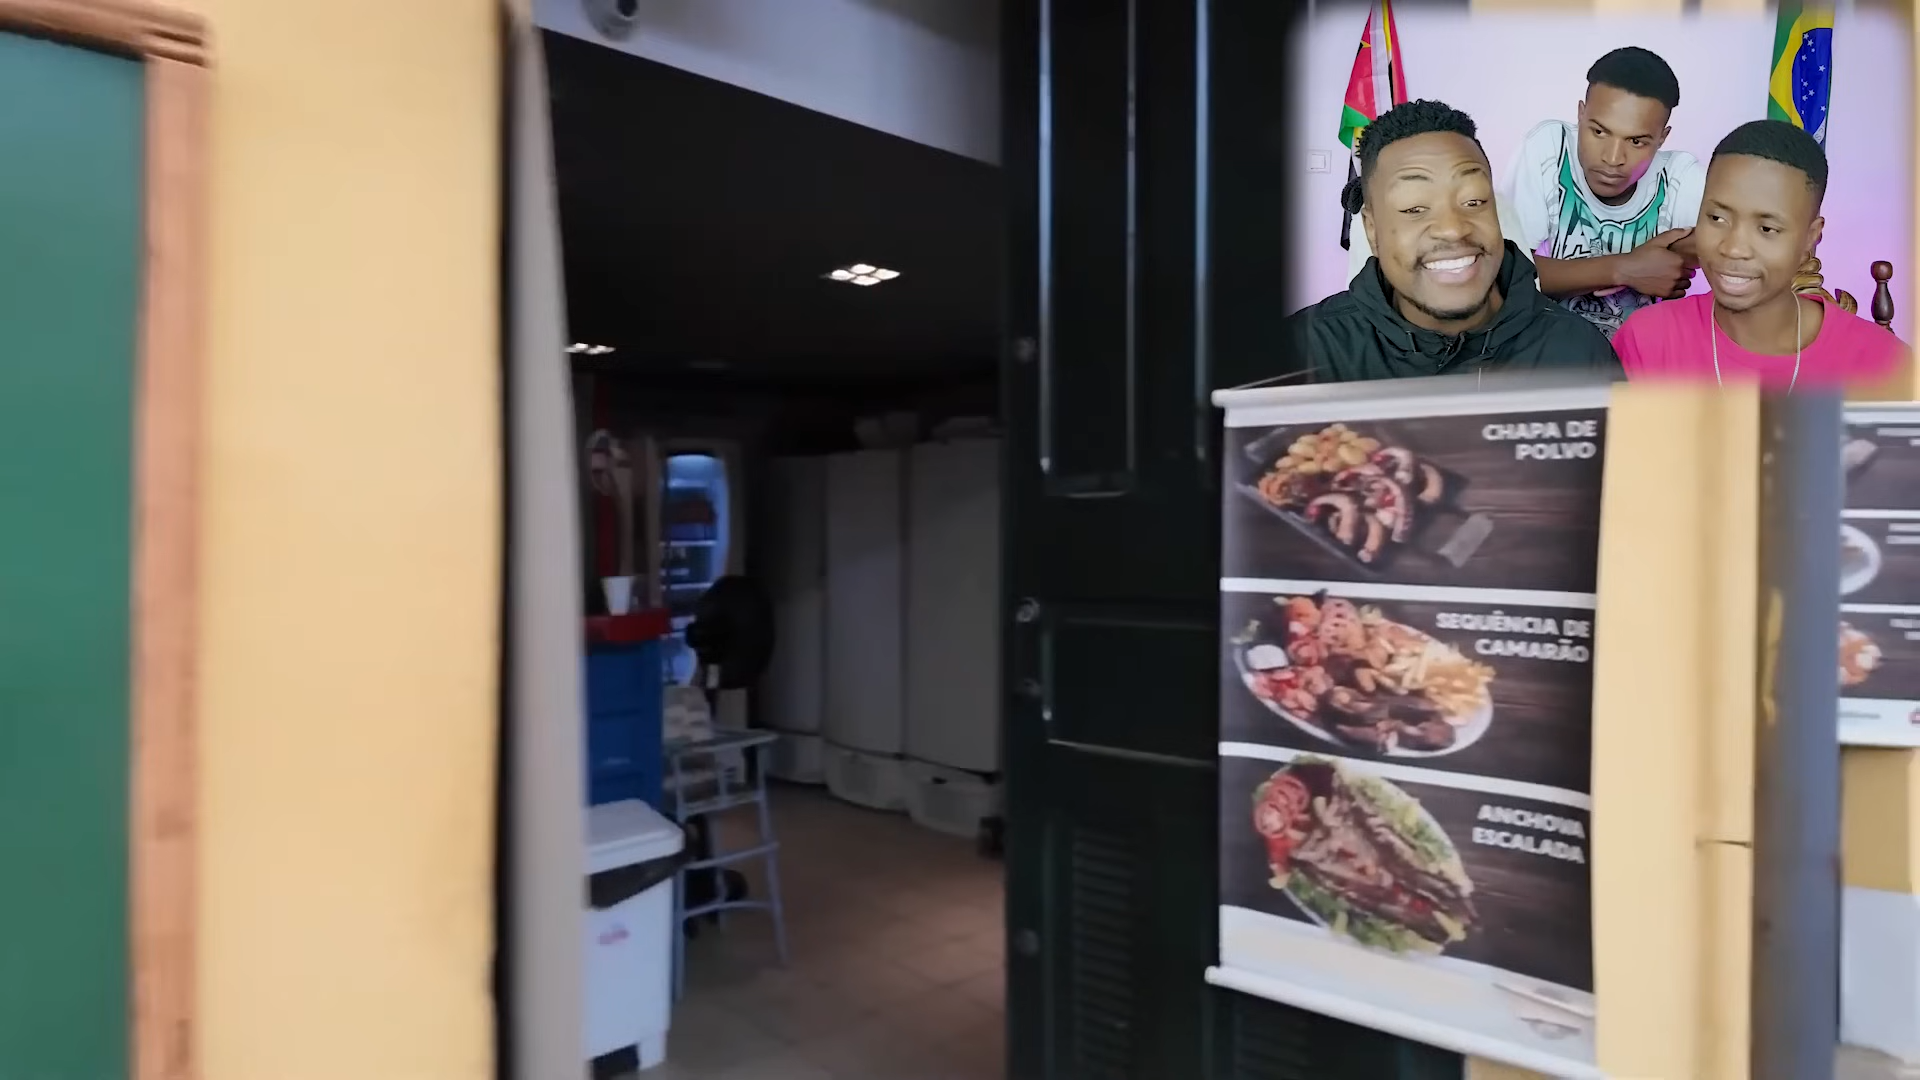 CHAPA DE
POLVO
SEQUÊNCIA DE
CAMARÃO
ANCHOVA
ESCALADA